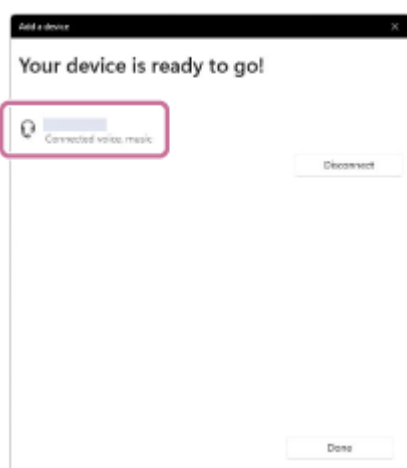 Add a device
Your device is ready to go!
Connected voice, music
Disconnect
Done